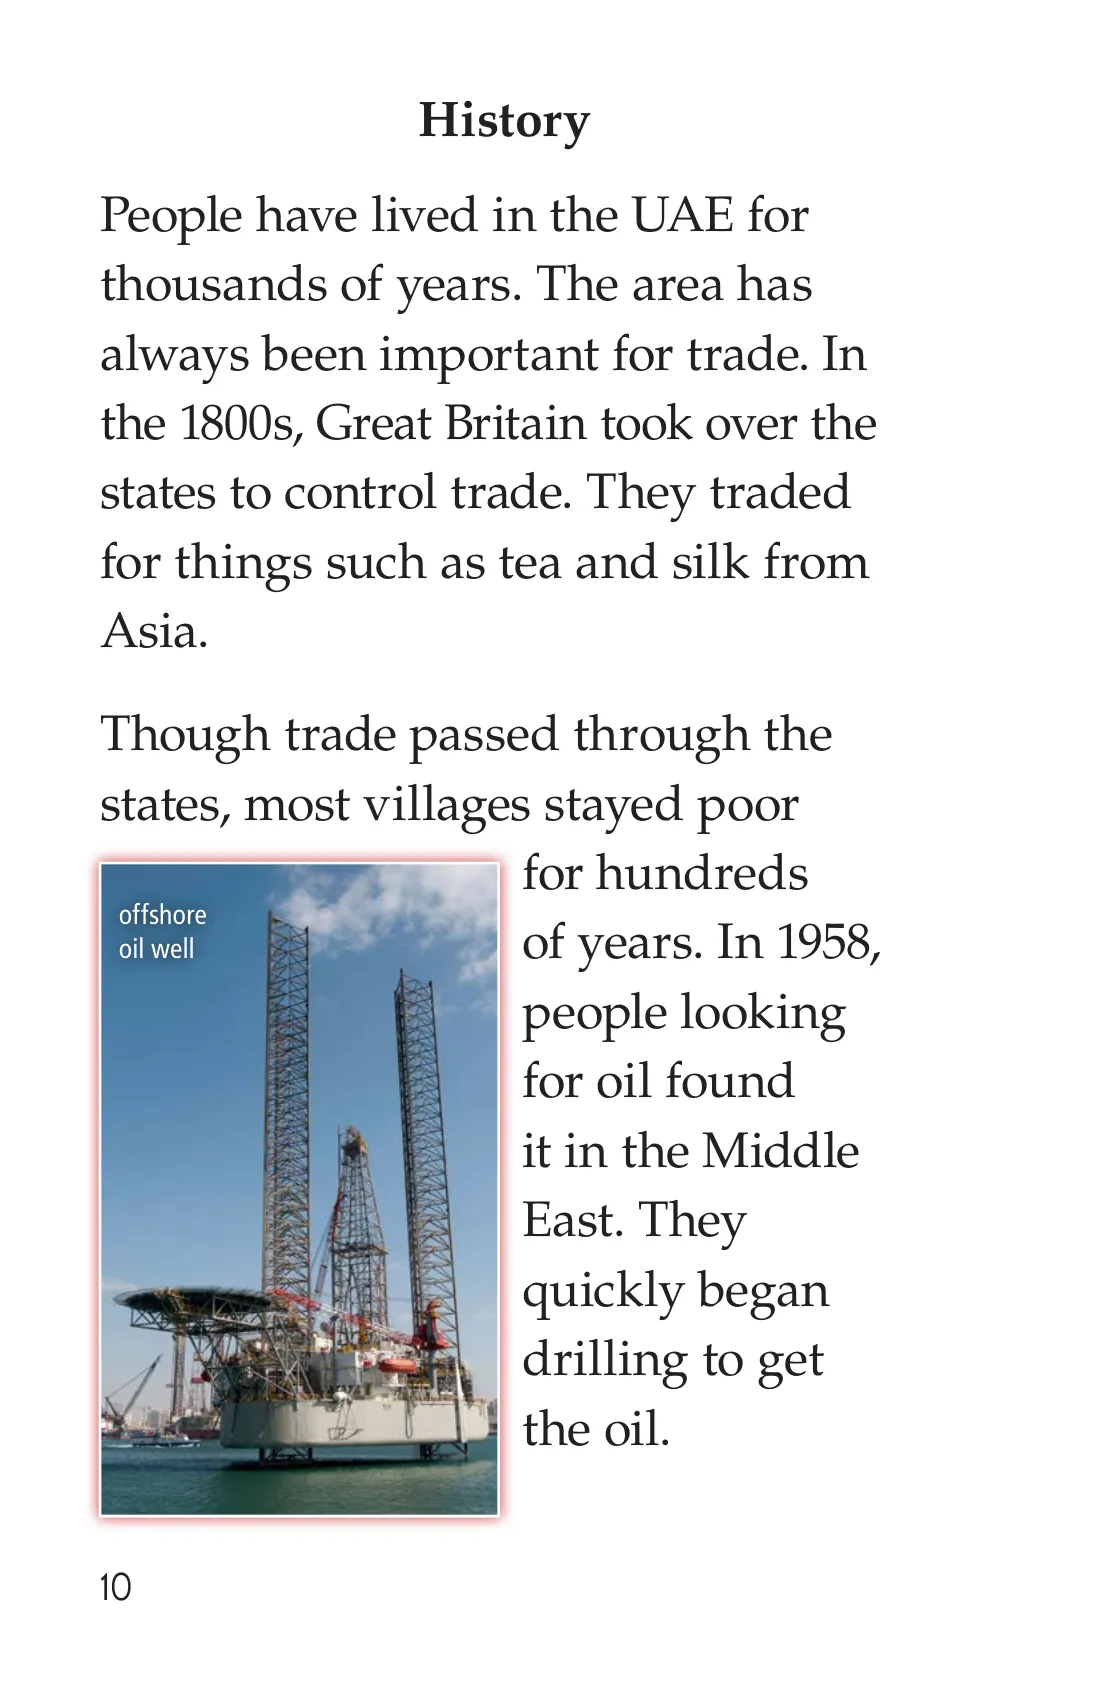 History
People have lived in the UAE for
thousands of years. The area has
always been important for trade. In
the 1800s, Great Britain took over the
states to control trade. They traded
for things such as tea and silk from
Asia.
Though trade passed through the
states, most villages stayed poor
for hundreds
of years. In 1958,
people looking
for oil found
it in the Middle
East. They
quickly began
drilling to get
the oil.
offshore
oil well
10